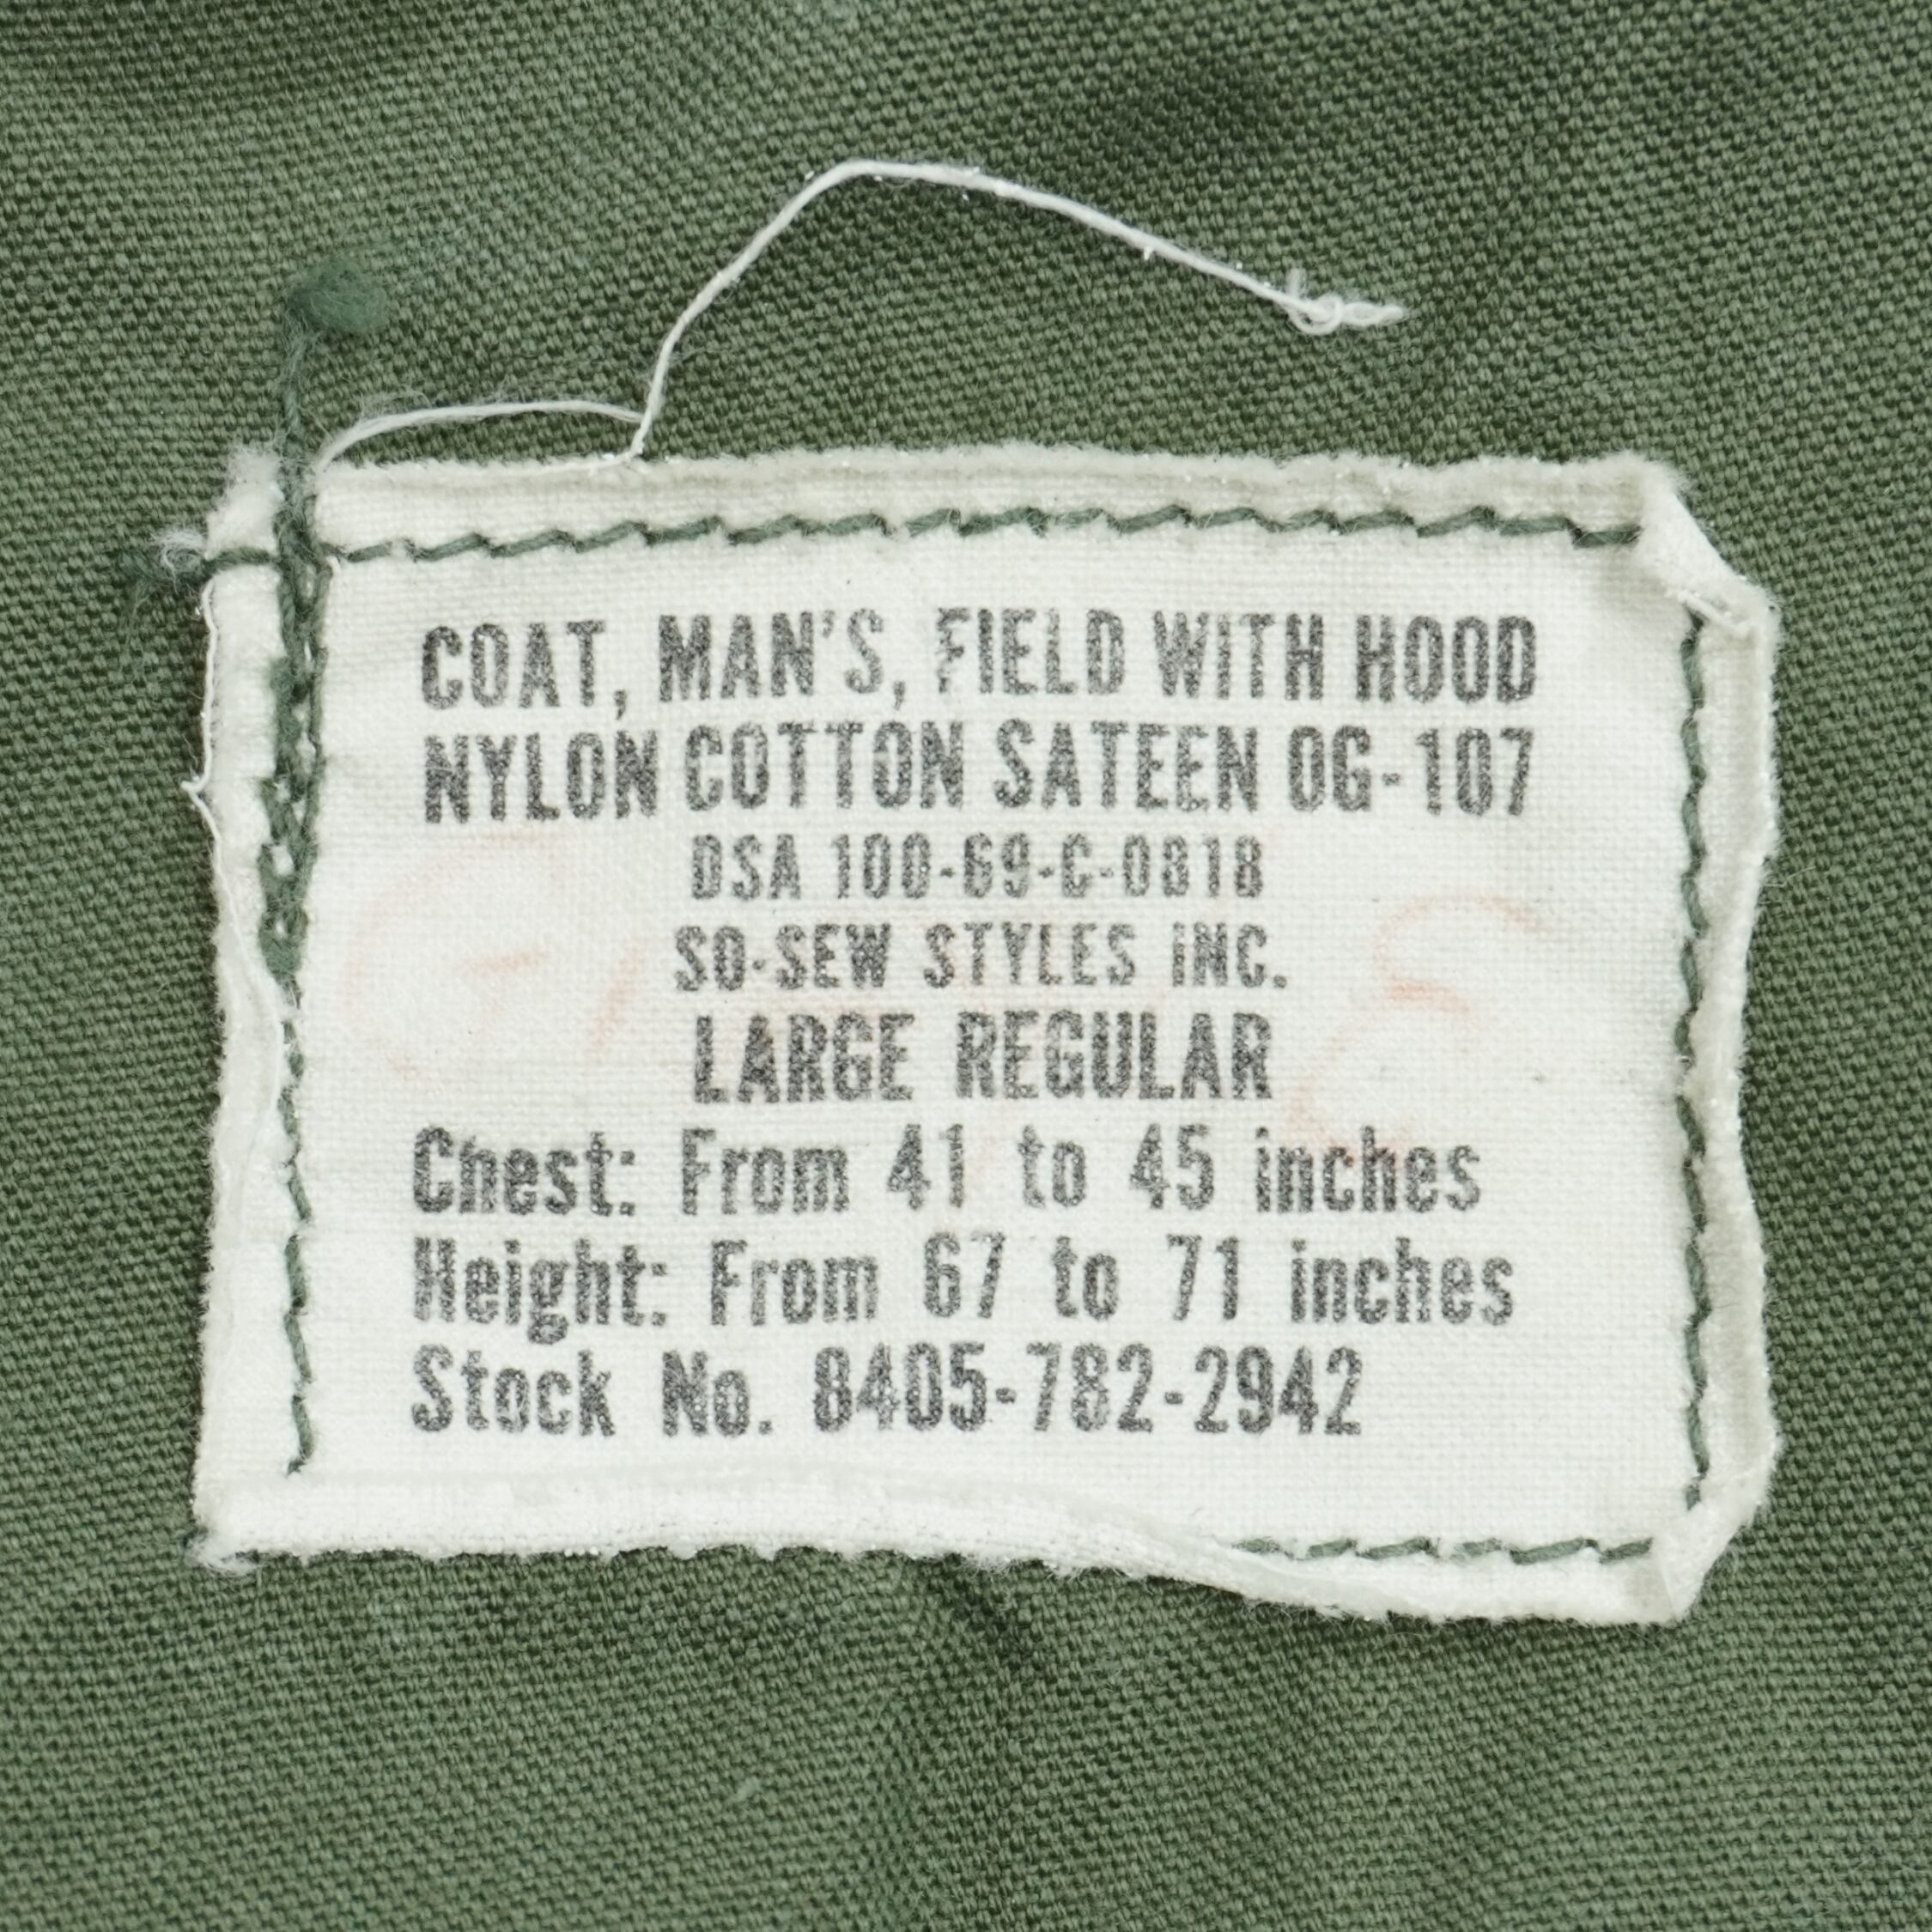 COAT, MAN'S, FIELD WITH HOOD
NYLON COTTON SATEEN OG-107
DSA 100-69-C-0818
SO-SEW STYLES INC.
LARGE REGULAR
Chest: From 41 to 45 inches
Height: From 67 to 71 inches
Stock No. 8405-782-2942